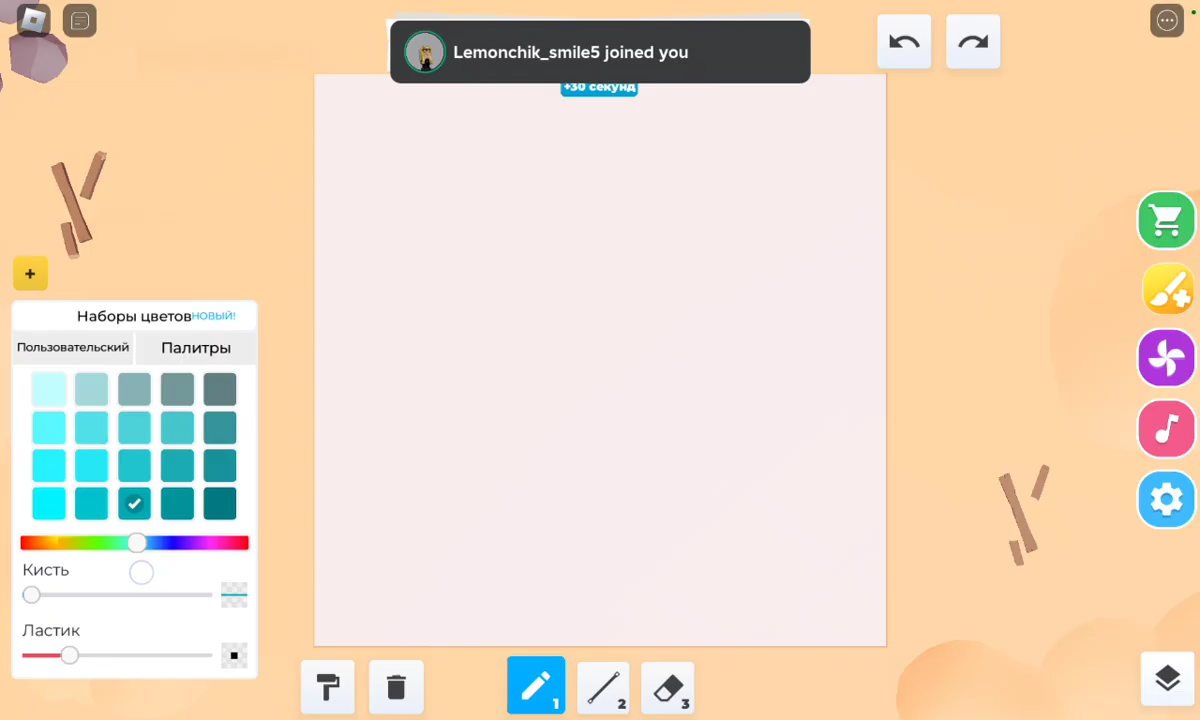 Lemonchik_smile5 joined you
+30 секунд
+
Наборы цветов НОВЫЙ!
Пользовательский Палитры
Кисть
Ластик
1
2
3